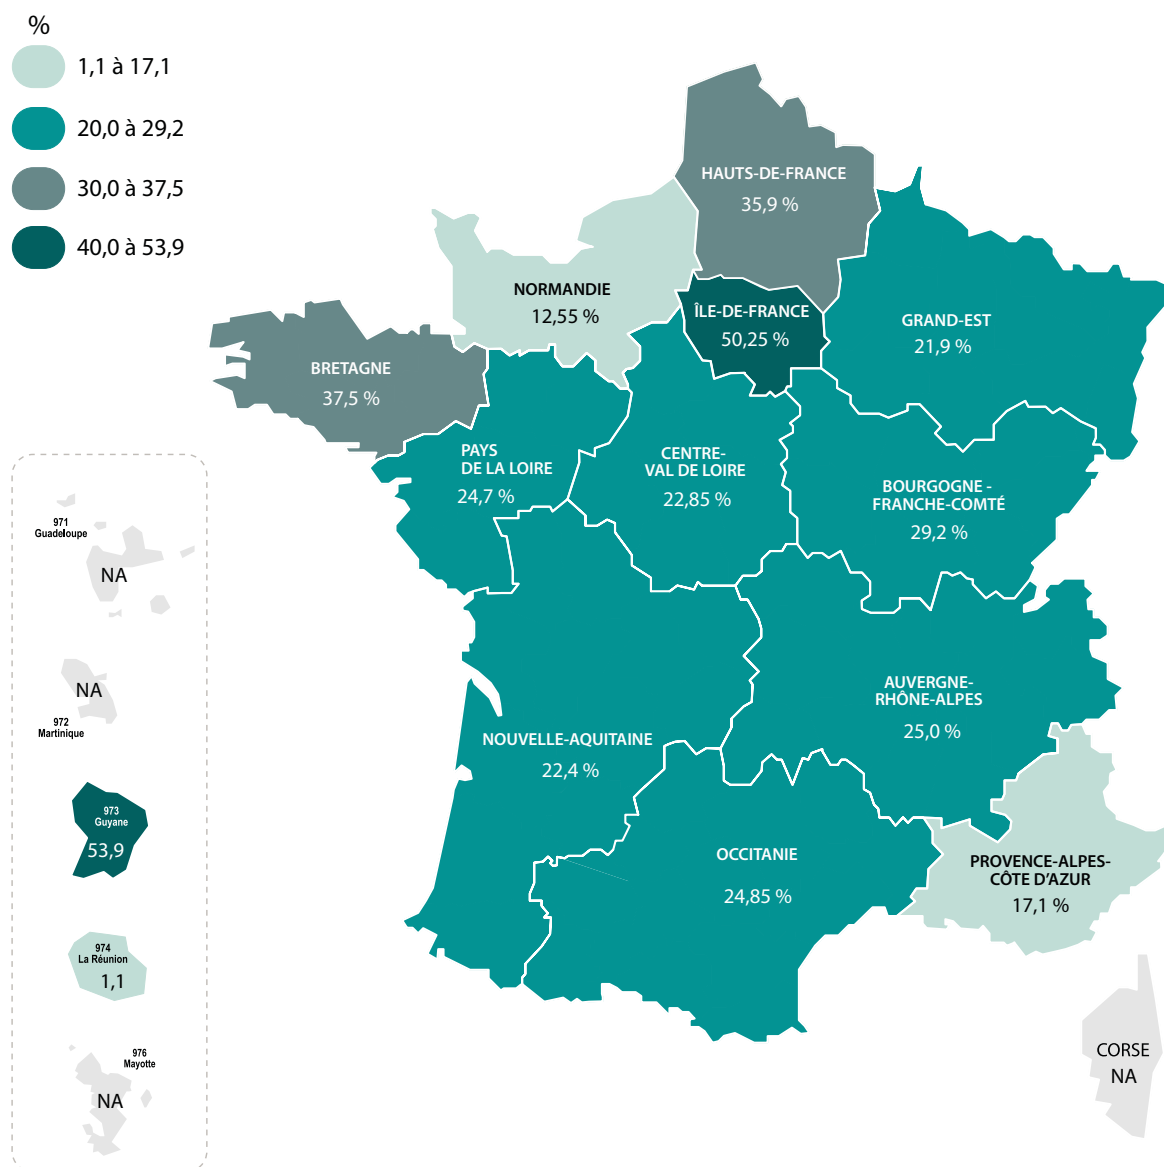 %
1,1 à 17,1
20,0 à 29,2
30,0 à 37,5
40,0 à 53,9
HAUTS-DE-FRANCE
35,9 %
NORMANDIE
12,55 %
ÎLE-DE-FRANCE
50,25 %
GRAND-EST
21,9 %
BRETAGNE
37,5 %
PAYS
DE LA LOIRE
24,7 %
CENTRE-
VAL DE LOIRE
22,85 %
BOURGOGNE -
FRANCHE-COMTÉ
29,2 %
AUVERGNE-
RHÔNE-ALPES
25,0 %
NOUVELLE-AQUITAINE
22,4 %
OCCITANIE
24,85 %
PROVENCE-ALPES-
CÔTE D'AZUR
17,1 %
CORSE
NA
971
Guadeloupe
NA
NA
972
Martinique
973
Guyane
53,9
974
La Réunion
1,1
976
Mayotte
NA